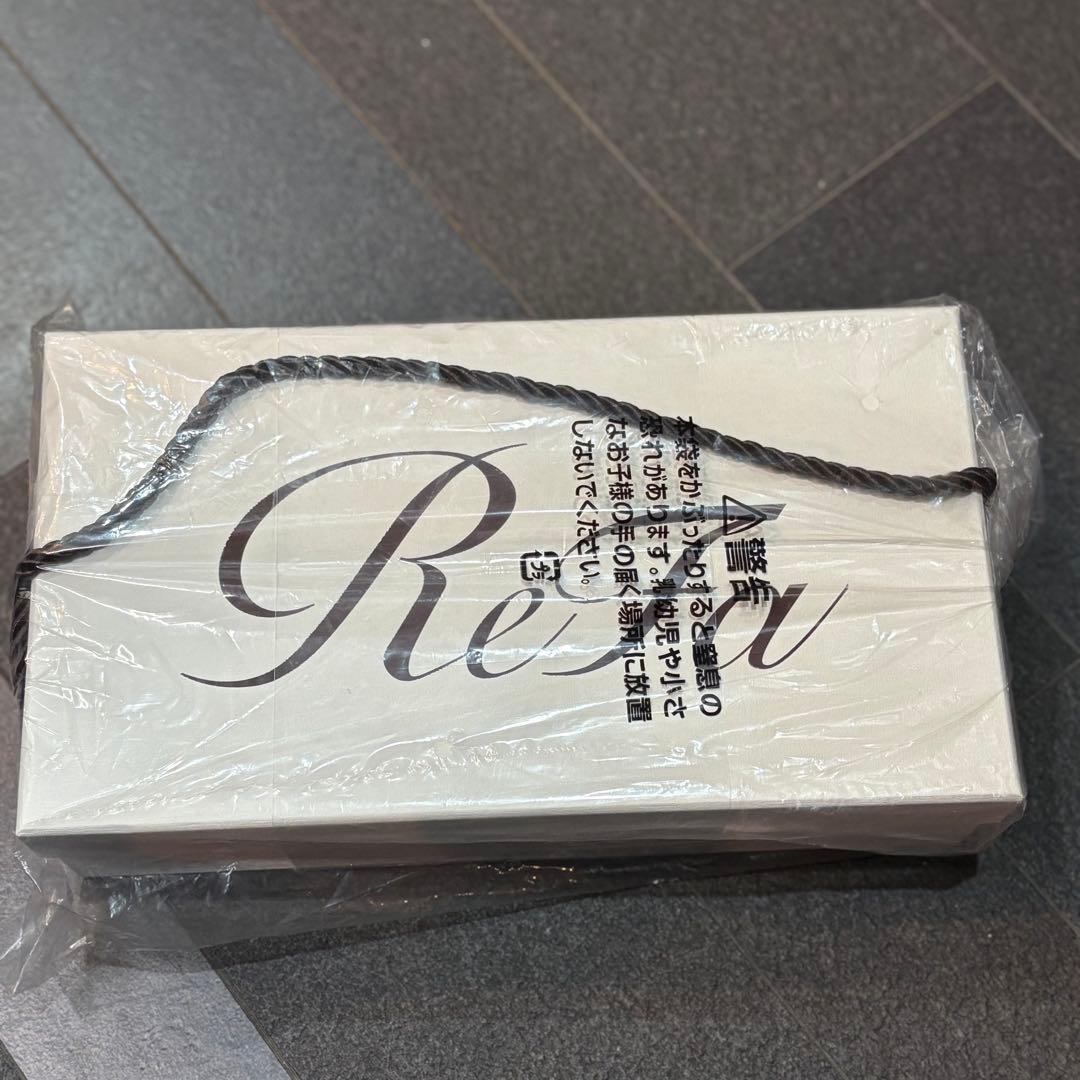 ReFa
⚠警告
本袋をかぶったりすると窒息の
恐れがあります。乳幼児や小さ
なお子様の手の届く場所に放置
しないでください。
プラ